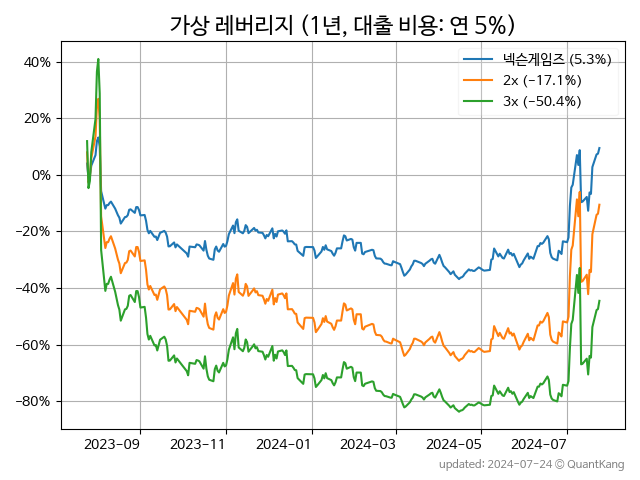 가상 레버리지 (1년, 대출 비용: 연 5%)
넥슨게임즈 (5.3%)
2x (−17.1%)
3x (−50.4%)
40%
20%
0%
−20%
−40%
−60%
−80%
2023-09 2023-11 2024-01 2024-03 2024-05 2024-07
updated: 2024-07-24 © QuantKang